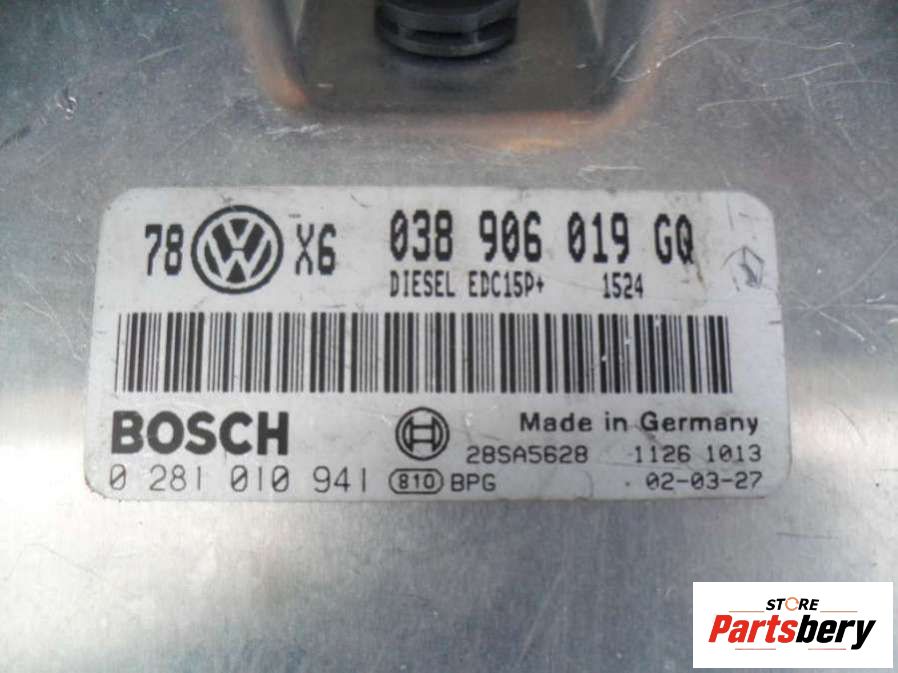 78 VW X6 038 906 019 GQ
DIESEL EDC15P+ 1524
BOSCH Made in Germany
28SA5628 1126 1013
0 281 010 941 810 BPG 02-03-27
STORE
Partsbery